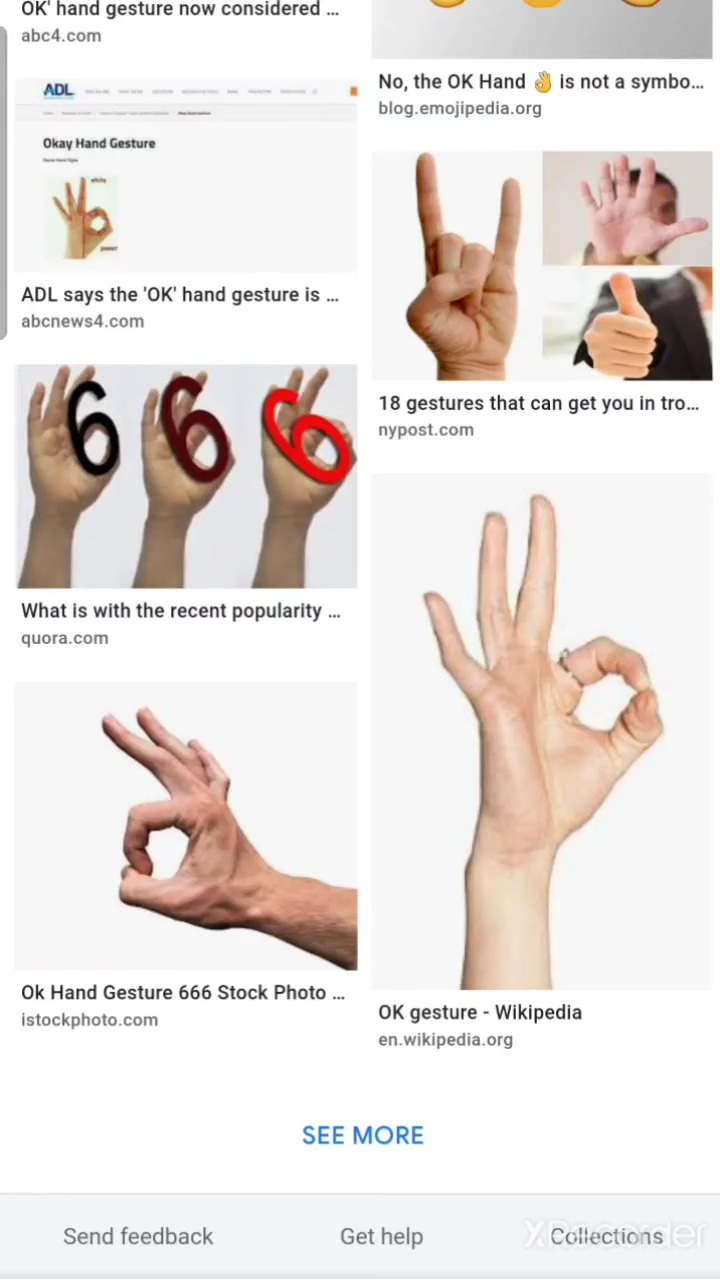 OK' hand gesture now considered ...
abc4.com
ADL
Okay Hand Gesture
white
power
ADL says the 'OK' hand gesture is ...
abcnews4.com
6 6 6
What is with the recent popularity ...
quora.com
Ok Hand Gesture 666 Stock Photo ...
istockphoto.com
No, the OK Hand 👌 is not a symbo...
blog.emojipedia.org
18 gestures that can get you in tro...
nypost.com
OK gesture - Wikipedia
en.wikipedia.org
SEE MORE
Send feedback Get help Collections
XRecorder